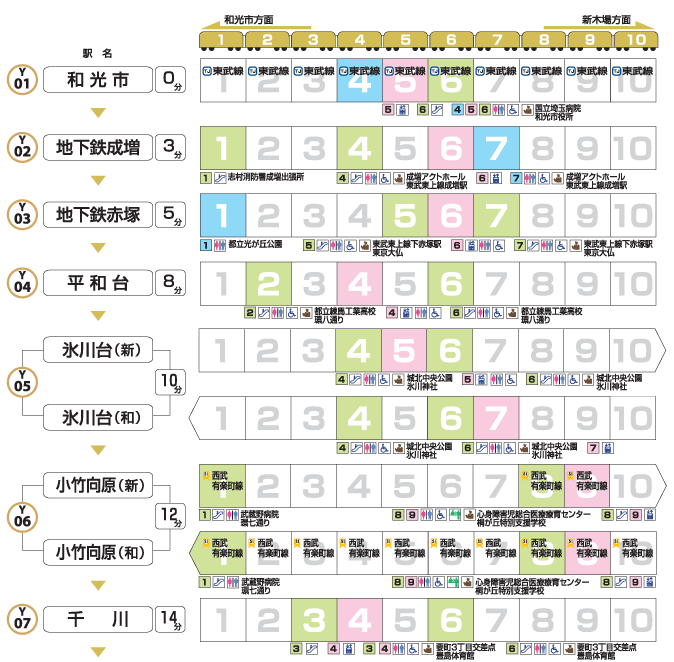 和光市方面 新木場方面
1 2 3 4 5 6 7 8 9 10
駅 名
Y 01 和光市 0分
東武線 東武線 東武線 東武線 東武線 東武線 東武線 東武線 東武線 東武線
1 2 3 4 5 6 7 8 9 10
5 6 4 5 6 国立埼玉病院
和光市役所
Y 02 地下鉄成増 3分
1 2 3 4 5 6 7 8 9 10
1 志村消防署成増出張所 4 成増アクトホール 6 7 成増アクトホール
東武東上線成増駅 東武東上線成増駅
Y 03 地下鉄赤塚 5分
1 2 3 4 5 6 7 8 9 10
1 都立光が丘公園 5 東武東上線下赤塚駅 6 7 東武東上線下赤塚駅
東京大仏 東京大仏
Y 04 平和台 8分
1 2 3 4 5 6 7 8 9 10
2 都立練馬工業高校 4 6 都立練馬工業高校
環八通り 環八通り
Y 05 10分
氷川台(新)
1 2 3 4 5 6 7 8 9 10
4 城北中央公園 5 6 城北中央公園
氷川神社 氷川神社
氷川台(和)
1 2 3 4 5 6 7 8 9 10
4 城北中央公園 6 城北中央公園 7
氷川神社 氷川神社
Y 06 12分
小竹向原(新)
西武 西武 西武
有楽町線 有楽町線 有楽町線
1 2 3 4 5 6 7 8 9 10
1 武蔵野病院 8 9 心身障害児総合医療療育センター 8 9
環七通り 桐が丘特別支援学校
小竹向原(和)
西武 西武 西武 西武 西武 西武 西武 西武 西武 西武
有楽町線 有楽町線 有楽町線 有楽町線 有楽町線 有楽町線 有楽町線 有楽町線 有楽町線 有楽町線
1 2 3 4 5 6 7 8 9 10
1 武蔵野病院 8 9 心身障害児総合医療療育センター 8 9
環七通り 桐が丘特別支援学校
Y 07 千川 14分
1 2 3 4 5 6 7 8 9 10
3 4 3 4 要町3丁目交差点 6 要町3丁目交差点
豊島体育館 豊島体育館